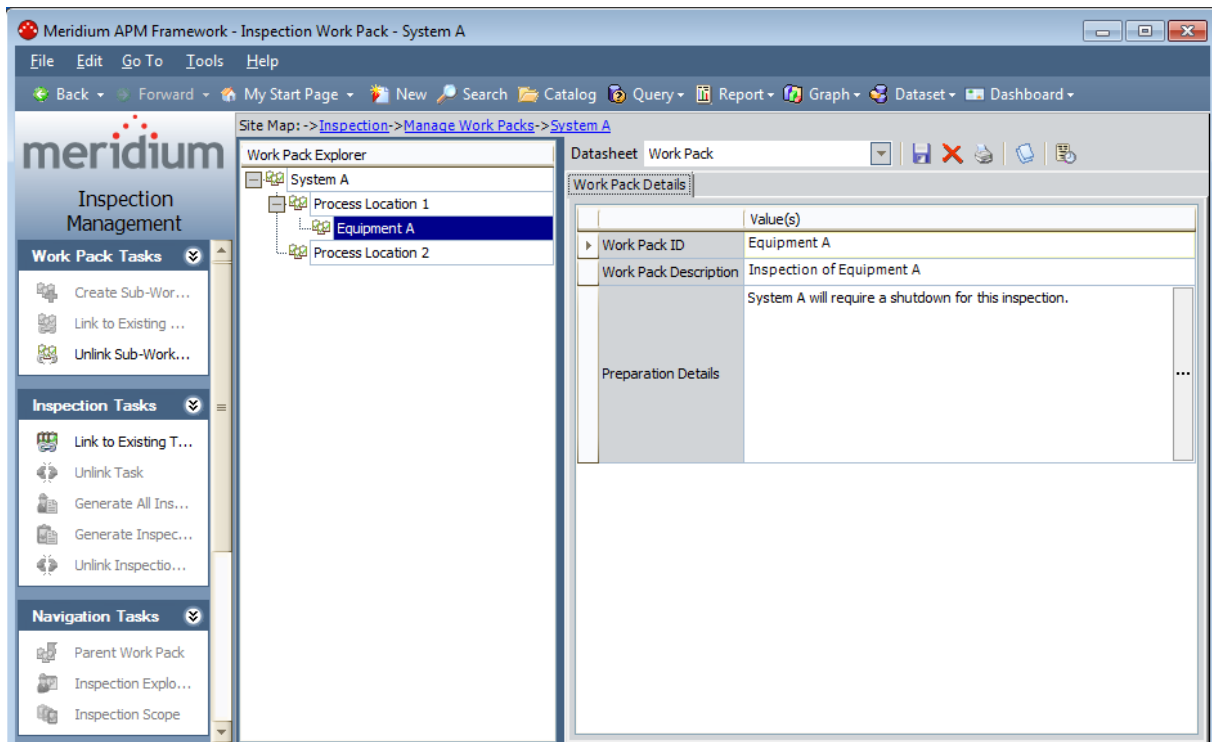 Meridium APM Framework - Inspection Work Pack - System A
File Edit Go To Tools Help
Back Forward My Start Page New Search Catalog Query Report Graph Dataset Dashboard
meridium
Inspection
Management
Work Pack Tasks
Create Sub-Wor...
Link to Existing ...
Unlink Sub-Work...
Inspection Tasks
Link to Existing T...
Unlink Task
Generate All Ins...
Generate Inspec...
Unlink Inspectio...
Navigation Tasks
Parent Work Pack
Inspection Explo...
Inspection Scope
Site Map: ->Inspection->Manage Work Packs->System A
Work Pack Explorer
System A
Process Location 1
Equipment A
Process Location 2
Datasheet Work Pack
Work Pack Details
Value(s)
Work Pack ID Equipment A
Work Pack Description Inspection of Equipment A
Preparation Details System A will require a shutdown for this inspection.
...